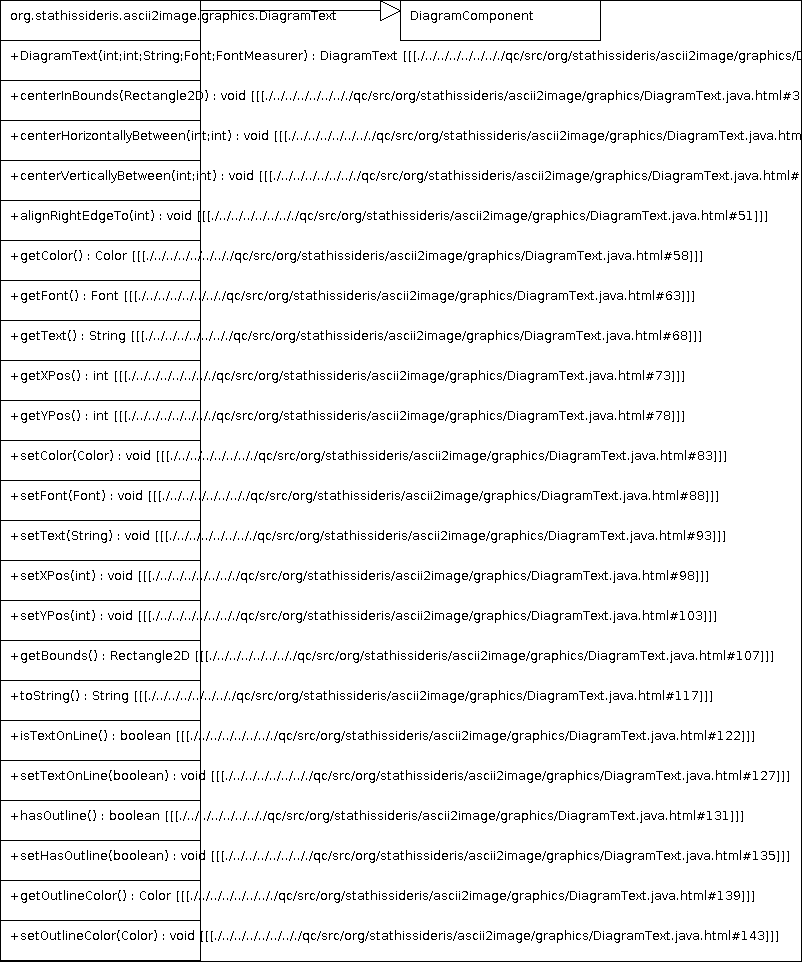 org.stathissideris.ascii2image.graphics.DiagramText DiagramComponent
+DiagramText(int;int;String;Font;FontMeasurer) : DiagramText [[[./../../../../../../qc/src/org/stathissideris/ascii2image/graphics/D
+centerInBounds(Rectangle2D) : void [[[./../../../../../../qc/src/org/stathissideris/ascii2image/graphics/DiagramText.java.html#3
+centerHorizontallyBetween(int;int) : void [[[./../../../../../../qc/src/org/stathissideris/ascii2image/graphics/DiagramText.java.htm
+centerVerticallyBetween(int;int) : void [[[./../../../../../../qc/src/org/stathissideris/ascii2image/graphics/DiagramText.java.html#
+alignRightEdgeTo(int) : void [[[./../../../../../../qc/src/org/stathissideris/ascii2image/graphics/DiagramText.java.html#51]]]
+getColor() : Color [[[./../../../../../../qc/src/org/stathissideris/ascii2image/graphics/DiagramText.java.html#58]]]
+getFont() : Font [[[./../../../../../../qc/src/org/stathissideris/ascii2image/graphics/DiagramText.java.html#63]]]
+getText() : String [[[./../../../../../../qc/src/org/stathissideris/ascii2image/graphics/DiagramText.java.html#68]]]
+getXPos() : int [[[./../../../../../../qc/src/org/stathissideris/ascii2image/graphics/DiagramText.java.html#73]]]
+getYPos() : int [[[./../../../../../../qc/src/org/stathissideris/ascii2image/graphics/DiagramText.java.html#78]]]
+setColor(Color) : void [[[./../../../../../../qc/src/org/stathissideris/ascii2image/graphics/DiagramText.java.html#83]]]
+setFont(Font) : void [[[./../../../../../../qc/src/org/stathissideris/ascii2image/graphics/DiagramText.java.html#88]]]
+setText(String) : void [[[./../../../../../../qc/src/org/stathissideris/ascii2image/graphics/DiagramText.java.html#93]]]
+setXPos(int) : void [[[./../../../../../../qc/src/org/stathissideris/ascii2image/graphics/DiagramText.java.html#98]]]
+setYPos(int) : void [[[./../../../../../../qc/src/org/stathissideris/ascii2image/graphics/DiagramText.java.html#103]]]
+getBounds() : Rectangle2D [[[./../../../../../../qc/src/org/stathissideris/ascii2image/graphics/DiagramText.java.html#107]]]
+toString() : String [[[./../../../../../../qc/src/org/stathissideris/ascii2image/graphics/DiagramText.java.html#117]]]
+isTextOnLine() : boolean [[[./../../../../../../qc/src/org/stathissideris/ascii2image/graphics/DiagramText.java.html#122]]]
+setTextOnLine(boolean) : void [[[./../../../../../../qc/src/org/stathissideris/ascii2image/graphics/DiagramText.java.html#127]]]
+hasOutline() : boolean [[[./../../../../../../qc/src/org/stathissideris/ascii2image/graphics/DiagramText.java.html#131]]]
+setHasOutline(boolean) : void [[[./../../../../../../qc/src/org/stathissideris/ascii2image/graphics/DiagramText.java.html#135]]]
+getOutlineColor() : Color [[[./../../../../../../qc/src/org/stathissideris/ascii2image/graphics/DiagramText.java.html#139]]]
+setOutlineColor(Color) : void [[[./../../../../../../qc/src/org/stathissideris/ascii2image/graphics/DiagramText.java.html#143]]]